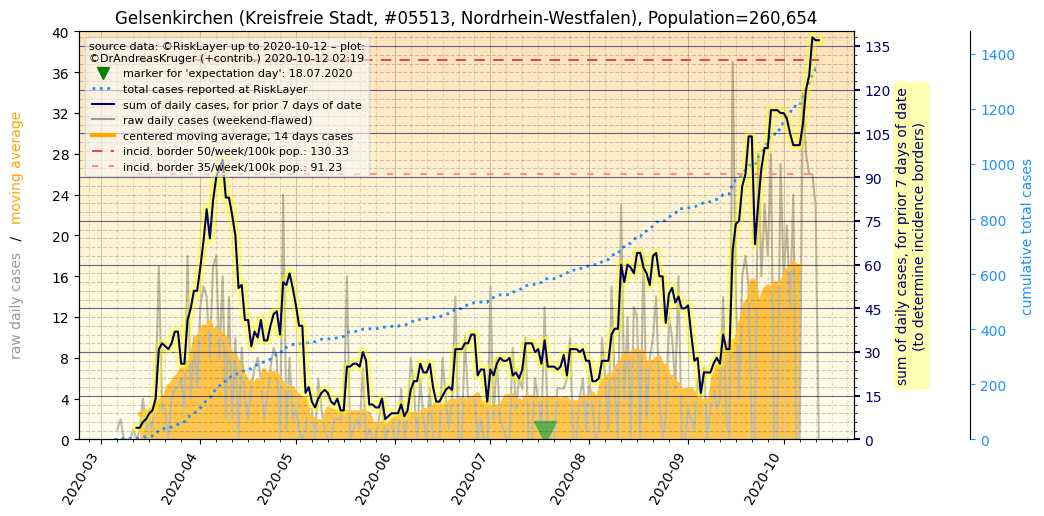 Gelsenkirchen (Kreisfreie Stadt, #05513, Nordrhein-Westfalen), Population=260,654
source data: ©RiskLayer up to 2020-10-12 – plot:
©DrAndreasKruger (+contrib.) 2020-10-12 02:19
marker for 'expectation day': 18.07.2020
total cases reported at RiskLayer
sum of daily cases, for prior 7 days of date
raw daily cases (weekend-flawed)
centered moving average, 14 days cases
incid. border 50/week/100k pop.: 130.33
incid. border 35/week/100k pop.: 91.23
raw daily cases / moving average
40
36
32
28
24
20
16
12
8
4
0
2020-03
2020-04
2020-05
2020-06
2020-07
2020-08
2020-09
2020-10
135
120
105
90
75
60
45
30
15
0
sum of daily cases, for prior 7 days of date
(to determine incidence borders)
1400
1200
1000
800
600
400
200
0
cumulative total cases